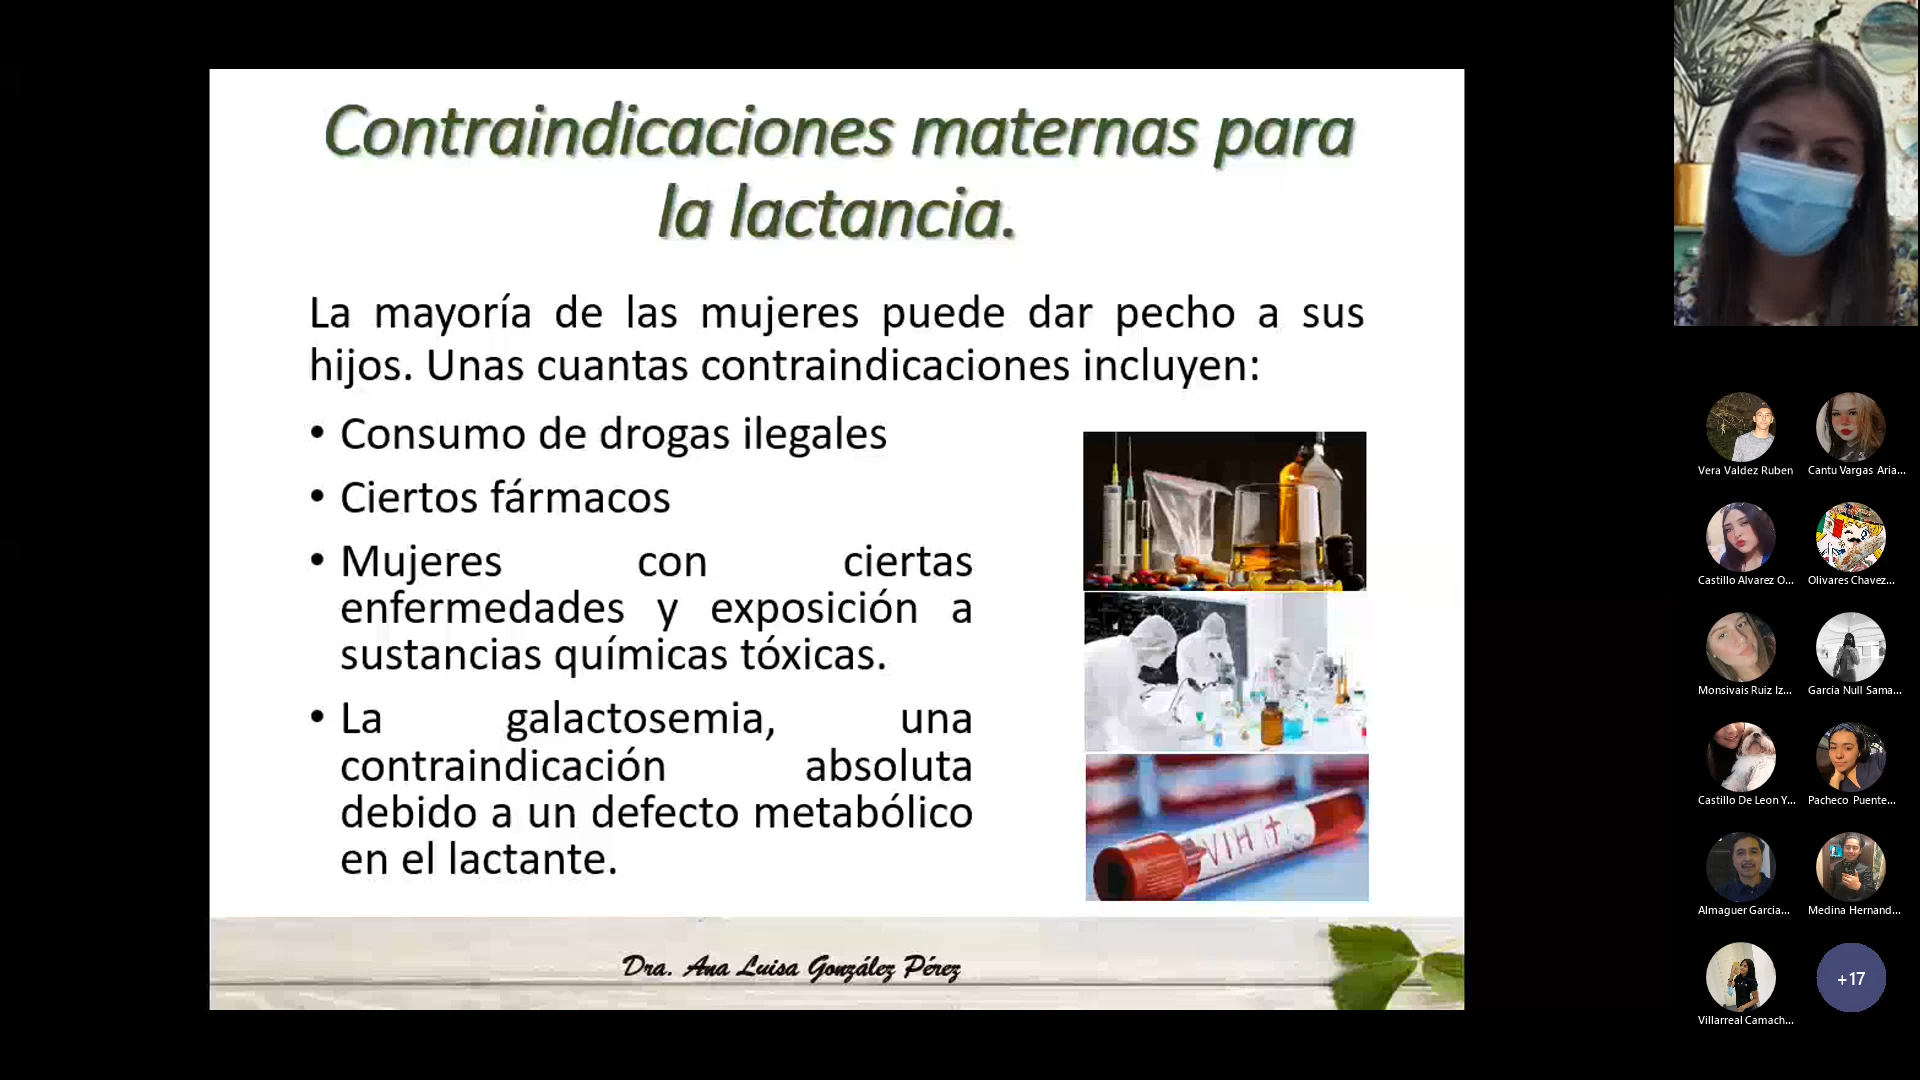 Contraindicaciones maternas para
la lactancia.
La mayoría de las mujeres puede dar pecho a sus
hijos. Unas cuantas contraindicaciones incluyen:
• Consumo de drogas ilegales
• Ciertos fármacos
• Mujeres con ciertas
enfermedades y exposición a
sustancias químicas tóxicas.
• La galactosemia, una
contraindicación absoluta
debido a un defecto metabólico
en el lactante.
VIH +
Dra. Ana Luisa González Pérez
Vera Valdez Ruben
Cantu Vargas Aria...
Castillo Alvarez O...
Olivares Chavez...
Monsivais Ruiz Iz...
Garcia Null Sama...
Castillo De Leon Y...
Pacheco Puente...
Almaguer Garcia...
Medina Hernand...
Villarreal Camach...
+17